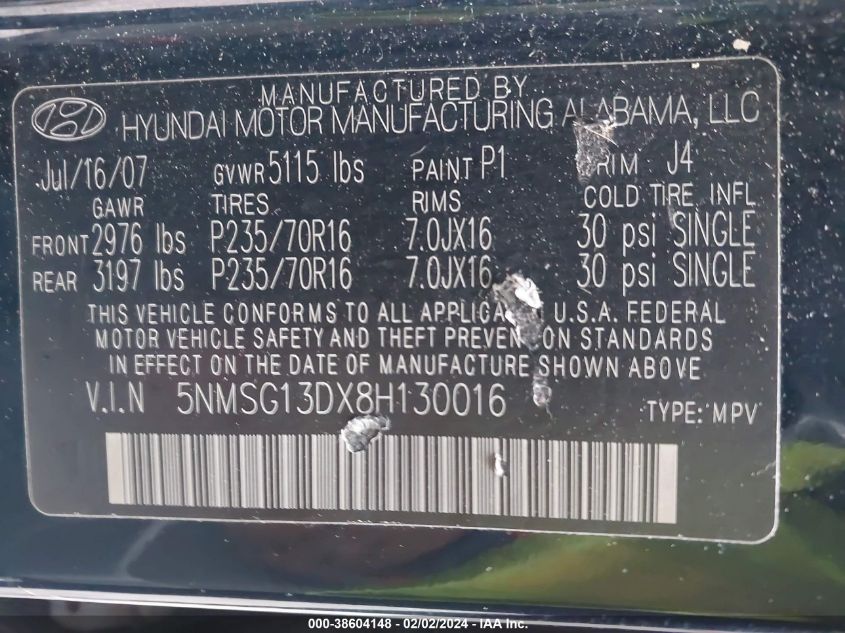 MANUFACTURED BY
HYUNDAI MOTOR MANUFACTURING ALABAMA, LLC
Jul/16/07 GVWR 5115 lbs PAINT P1 TRIM J4
GAWR TIRES RIMS COLD TIRE INFL
FRONT 2976 lbs P235/70R16 7.0JX16 30 psi SINGLE
REAR 3197 lbs P235/70R16 7.0JX16 30 psi SINGLE
THIS VEHICLE CONFORMS TO ALL U.S.A. FEDERAL
MOTOR VEHICLE SAFETY AND THEFT PREVENTION STANDARDS
IN EFFECT ON THE DATE OF MANUFACTURE SHOWN ABOVE
V.I.N 5NMSG13DX8H130016 TYPE: MPV
000-38604148 - 02/02/2024 - IAA Inc.